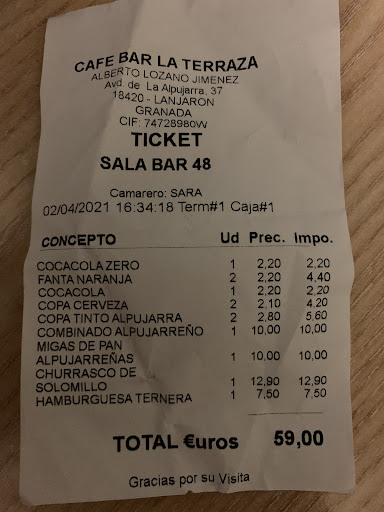 CAFE BAR LA TERRAZA
ALBERTO LOZANO JIMENEZ
Avd. de La Alpujarra, 37
18420 - LANJARON
GRANADA
CIF: 74728980W
TICKET
SALA BAR 48
Camarero: SARA
02/04/2021 16:34:18 Term#1 Caja#1
CONCEPTO Ud Prec. Impo.
COCACOLA ZERO 1 2,20 2,20
FANTA NARANJA 2 2,20 4,40
COCACOLA 1 2,20 2,20
COPA CERVEZA 2 2,10 4,20
COPA TINTO ALPUJARRA 2 2,80 5,60
COMBINADO ALPUJARREÑO 1 10,00 10,00
MIGAS DE PAN
ALPUJARREÑAS 1 10,00 10,00
CHURRASCO DE
SOLOMILLO 1 12,90 12,90
HAMBURGUESA TERNERA 1 7,50 7,50
TOTAL €uros 59,00
Gracias por su Visita